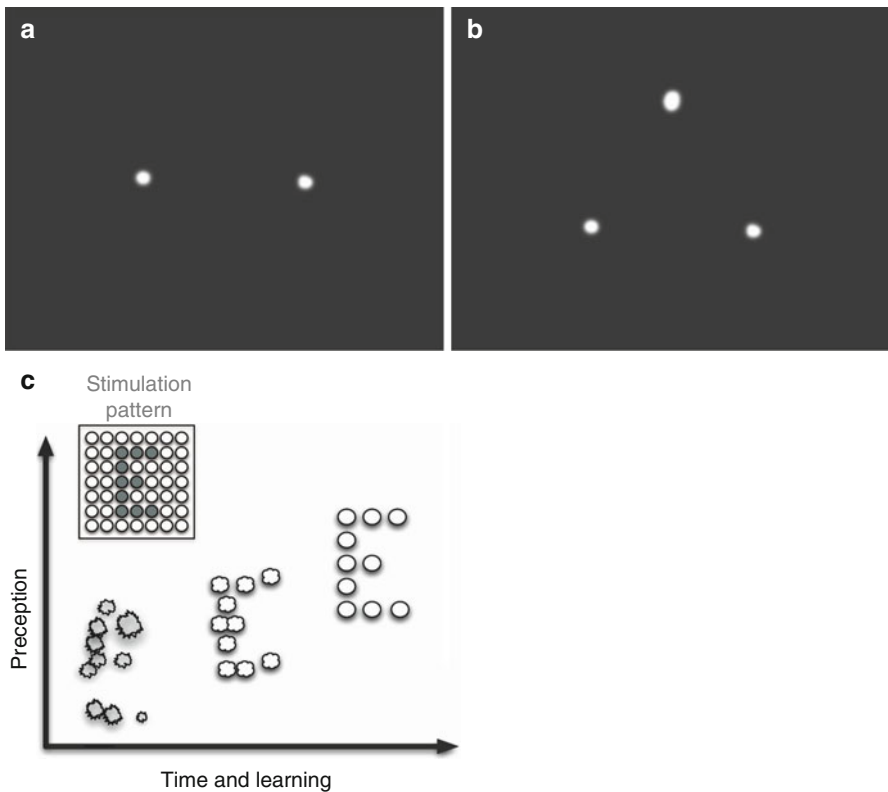 a
b
c
Stimulation
pattern
Preception
Time and learning